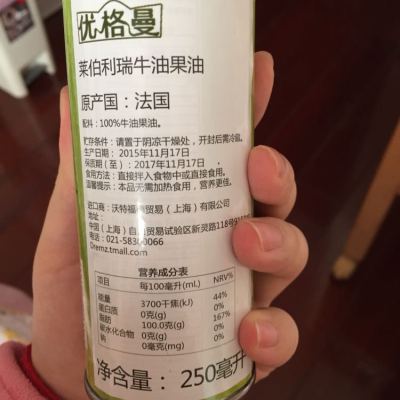 优格曼
莱伯利瑞牛油果油
原产国：法国
配料：100%牛油果油。
贮存条件：请置于阴凉干燥处，开封后需冷藏。
生产日期：2015年11月17日
保质期（至）：2017年11月17日
食用方法：直接拌入食物中或直接食用。
温馨提示：本品无需加热食用，营养更佳。
进口商：沃特福 贸易（上海）有限公司
地址：
中国（上海）自 贸易试验区新灵路118号
021-58300066
Oremz.tmall.com
营养成分表
项目 每100毫升(mL) NRV%
能量 3700千焦(kJ) 44%
蛋白质 0克(g) 0%
脂肪 100.0克(g) 167%
碳水化合物 0克(g) 0%
钠 0毫克(mg) 0%
净含量： 250毫升